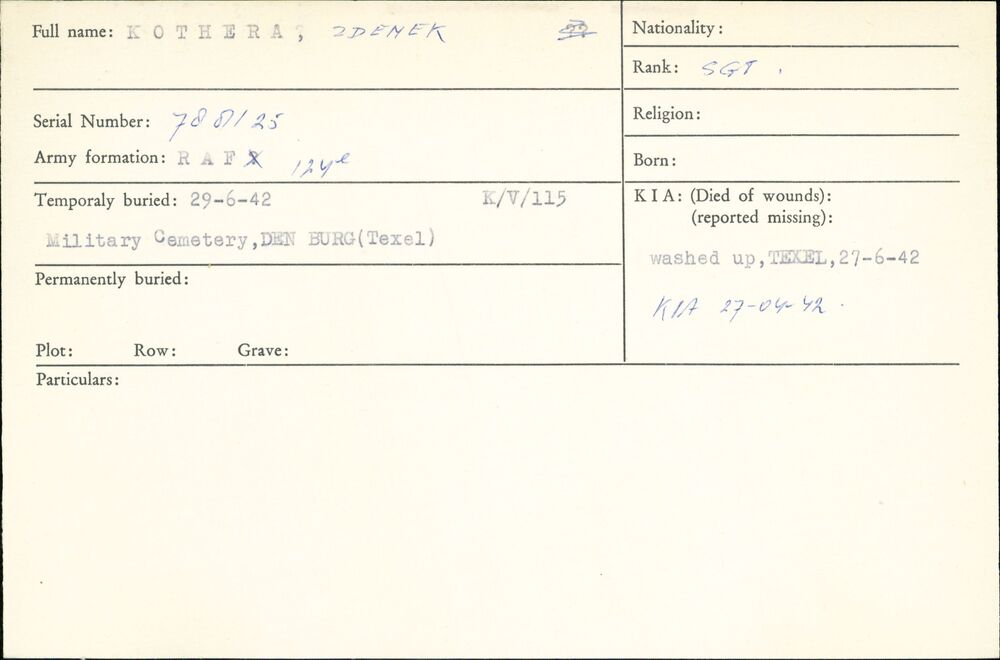 Full name: K O T H E R A , ZDENEK
Nationality:
Rank: SGT.
Serial Number: 788125
Religion:
Army formation: R A F
Born:
Temporaly buried: 29-6-42 K/V/115
Military Cemetery,DEN BURG(Texel)
K I A: (Died of wounds):
(reported missing):
washed up,TEXEL,27-6-42
KIA 27-04-42.
Permanently buried:
Plot: Row: Grave:
Particulars: